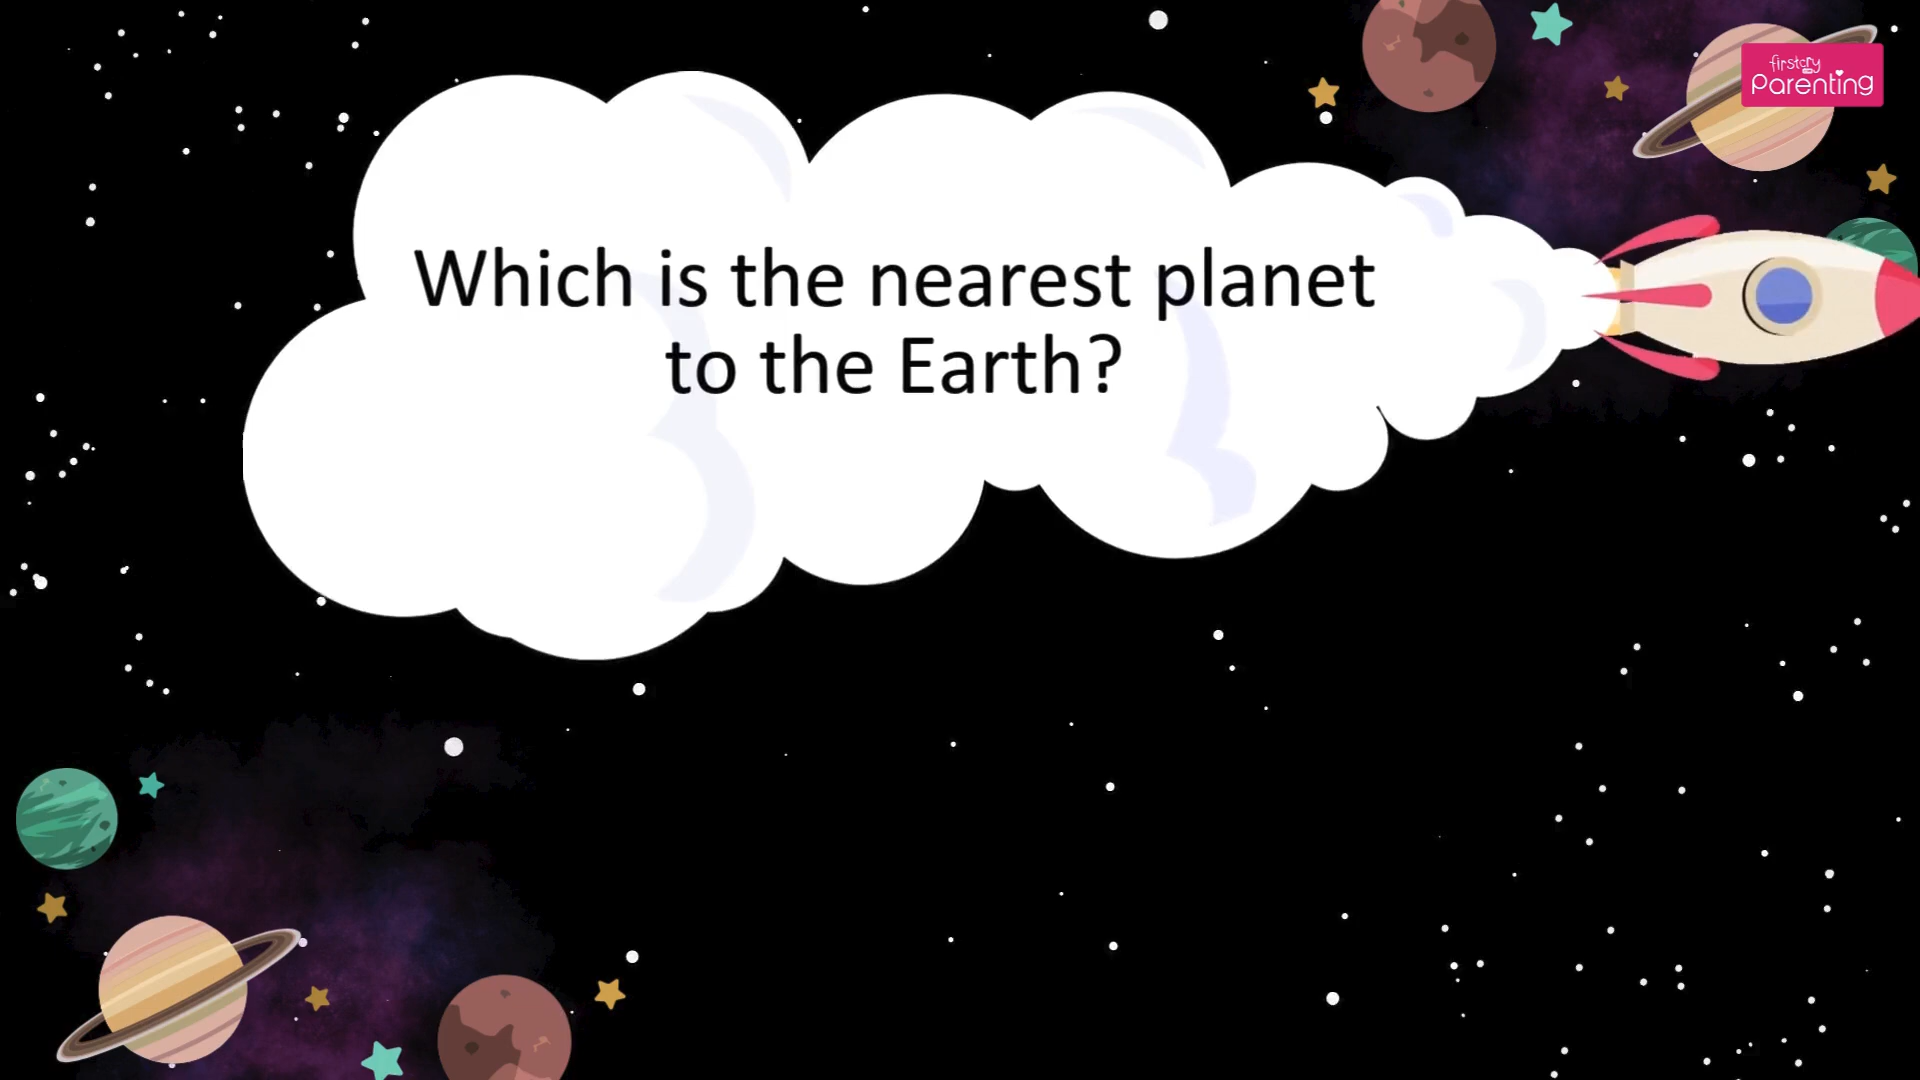 firstcry
Parenting
Which is the nearest planet
to the Earth?